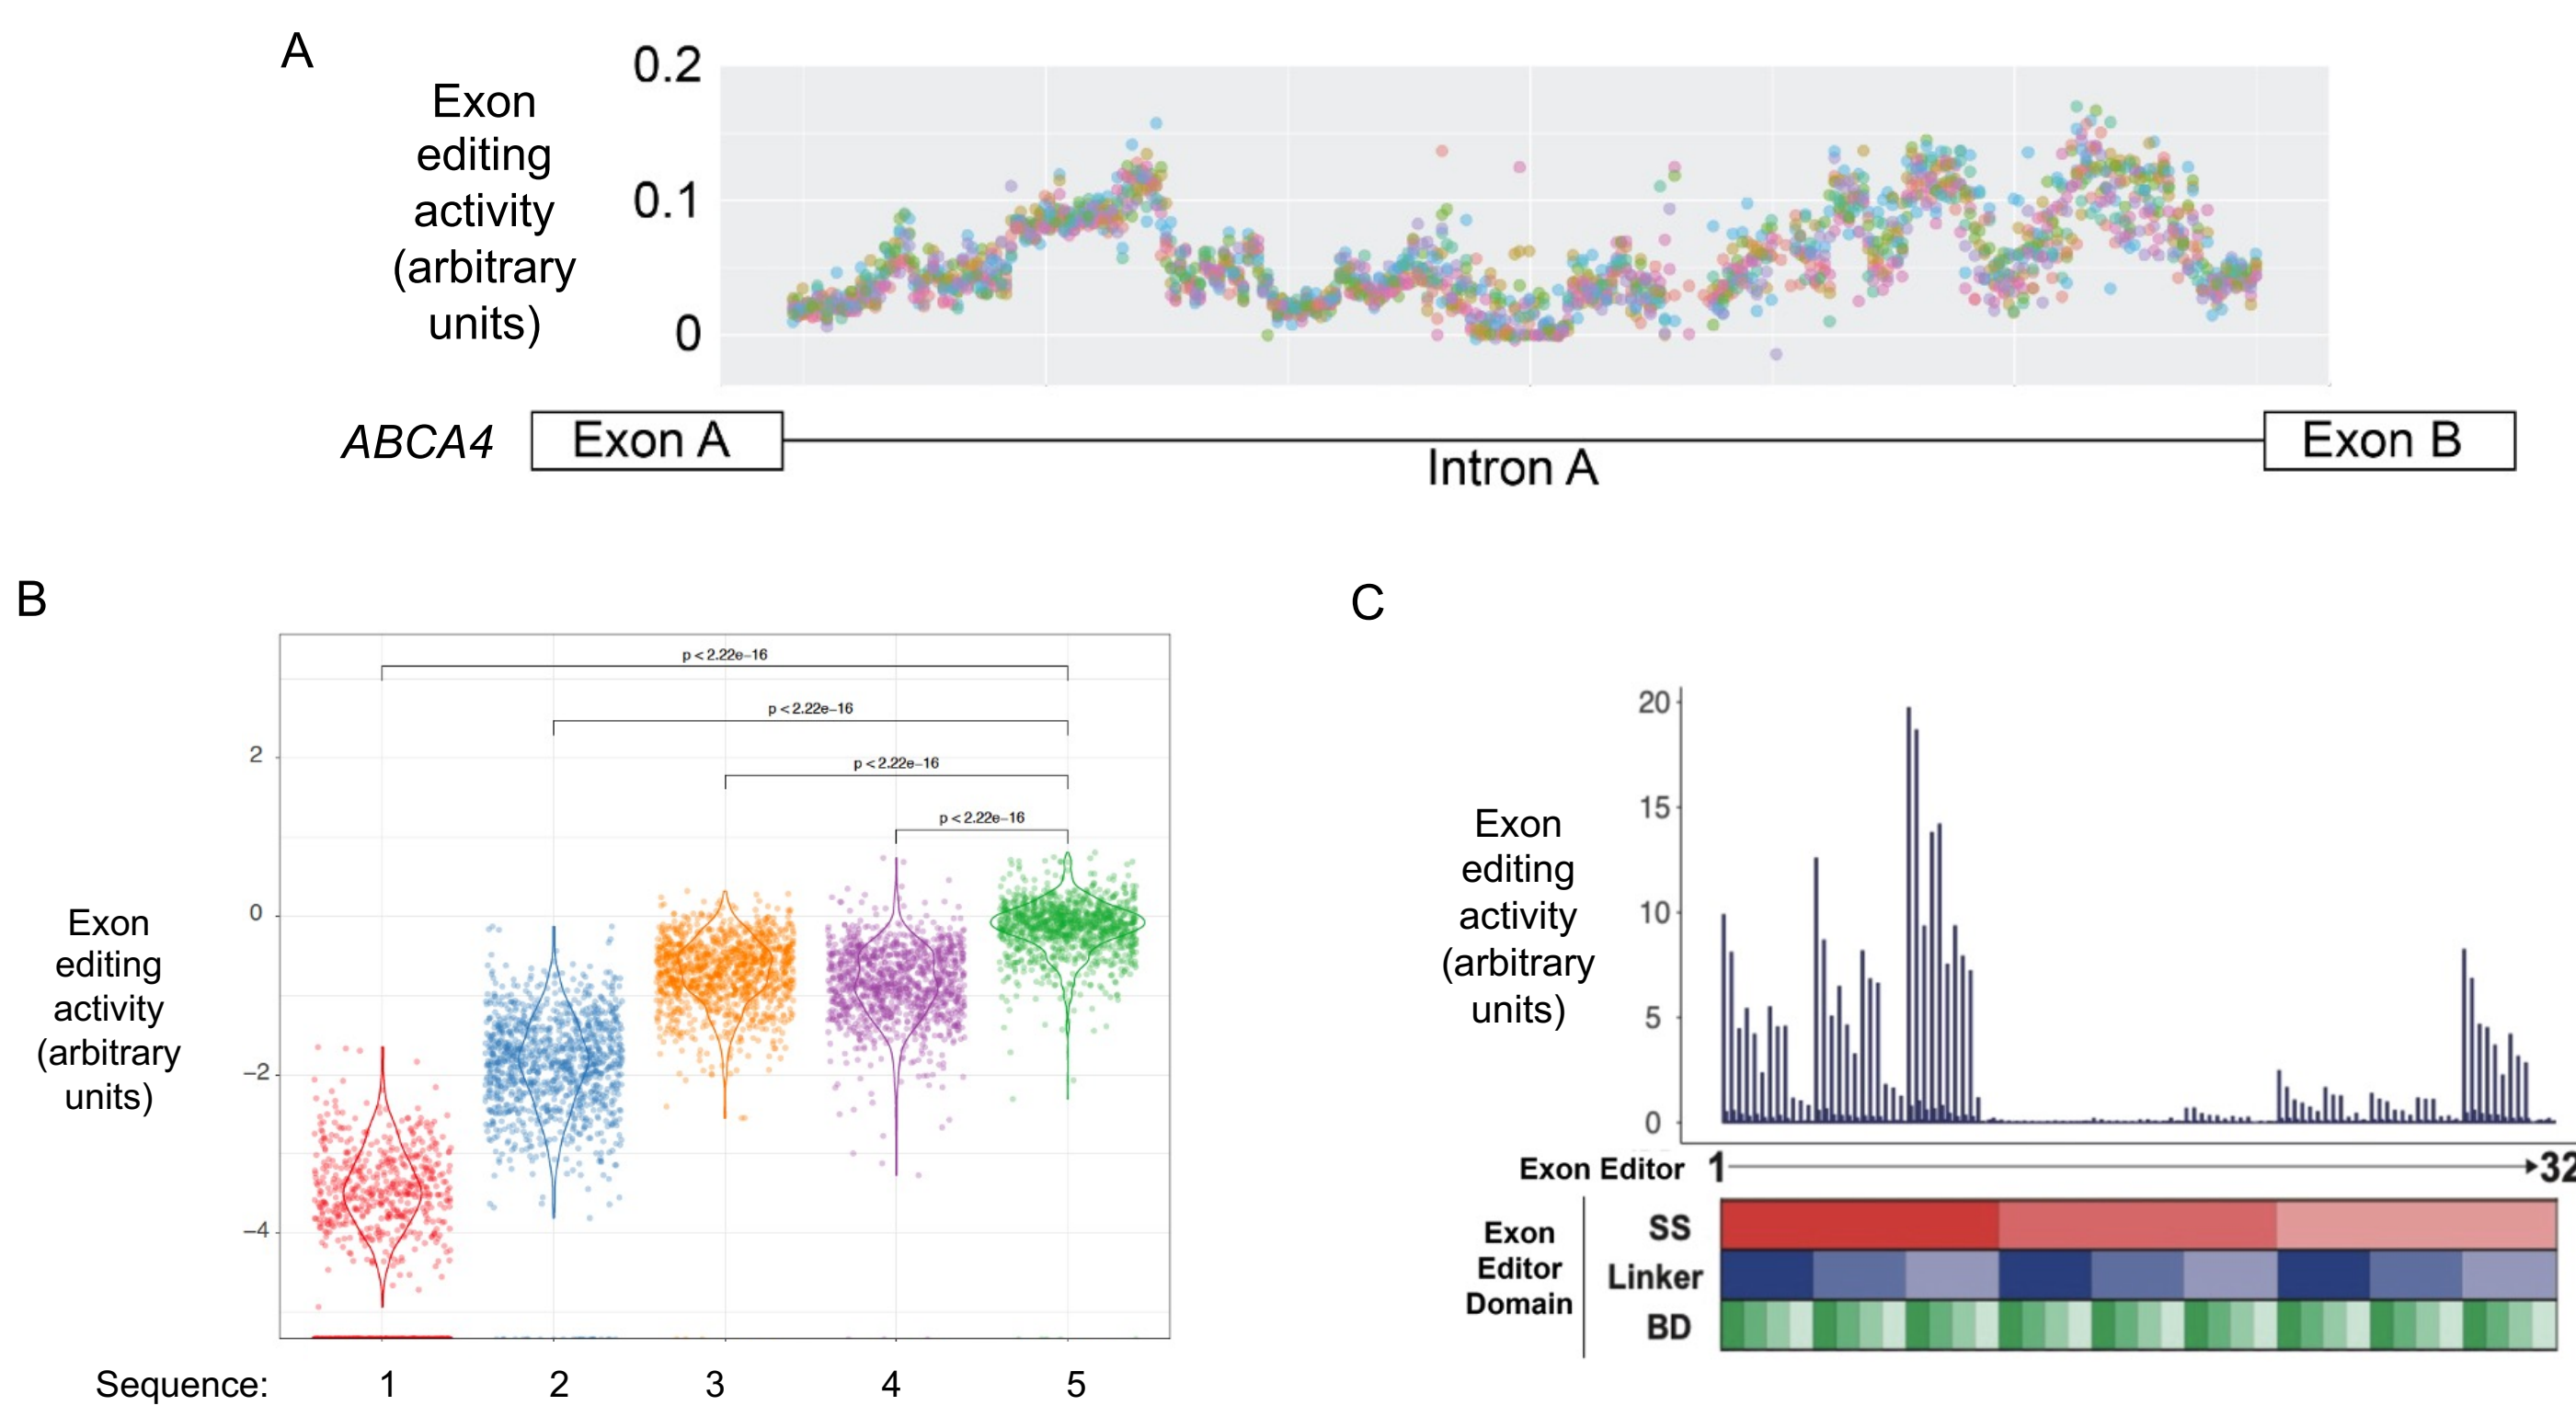 A
Exon
editing
activity
(arbitrary
units)
0.2
0.1
0
ABCA4
Exon A
Intron A
Exon B
B
Exon
editing
activity
(arbitrary
units)
2
0
−2
−4
p < 2.22e−16
p < 2.22e−16
p < 2.22e−16
p < 2.22e−16
Sequence:
1
2
3
4
5
C
Exon
editing
activity
(arbitrary
units)
20
15
10
5
0
Exon Editor
1
32
Exon
Editor
Domain
SS
Linker
BD